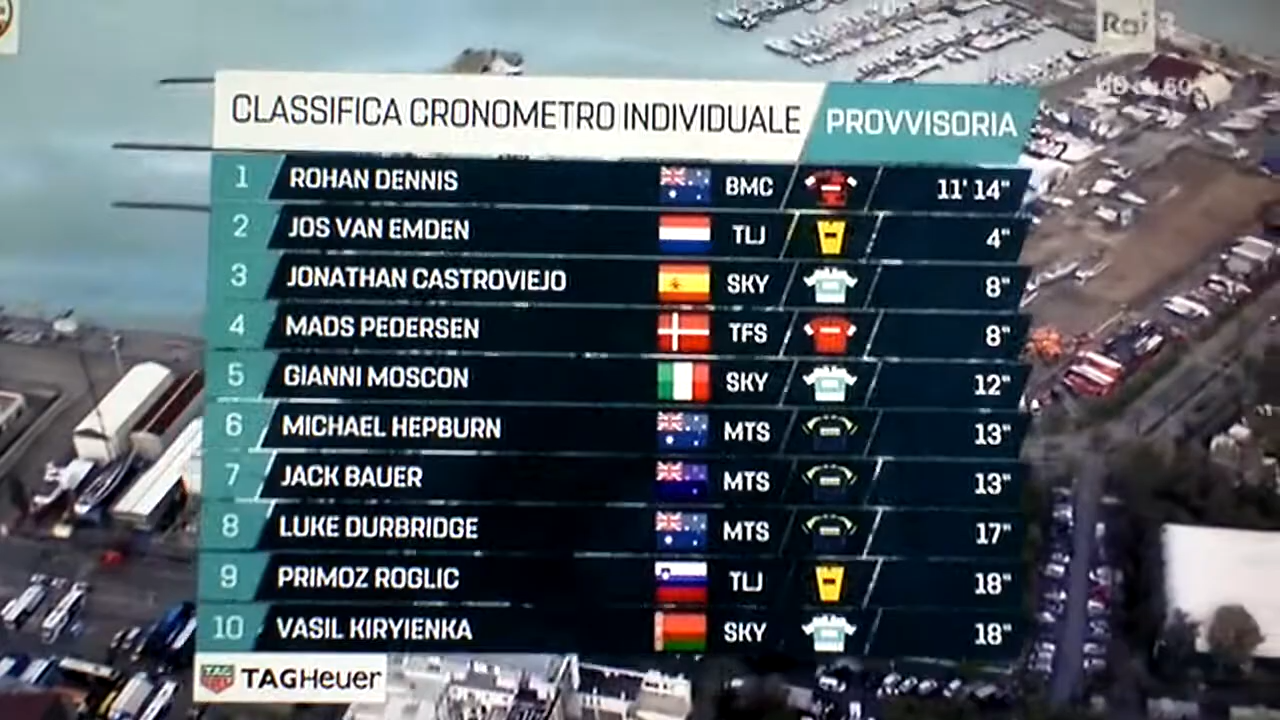 Rai 3
CLASSIFICA CRONOMETRO INDIVIDUALE PROVVISORIA
1 ROHAN DENNIS BMC 11' 14"
2 JOS VAN EMDEN TLJ 4"
3 JONATHAN CASTROVIEJO SKY 8"
4 MADS PEDERSEN TFS 8"
5 GIANNI MOSCON SKY 12"
6 MICHAEL HEPBURN MTS 13"
7 JACK BAUER MTS 13"
8 LUKE DURBRIDGE MTS 17"
9 PRIMOZ ROGLIC TLJ 18"
10 VASIL KIRYIENKA SKY 18"
TAG TAGHeuer